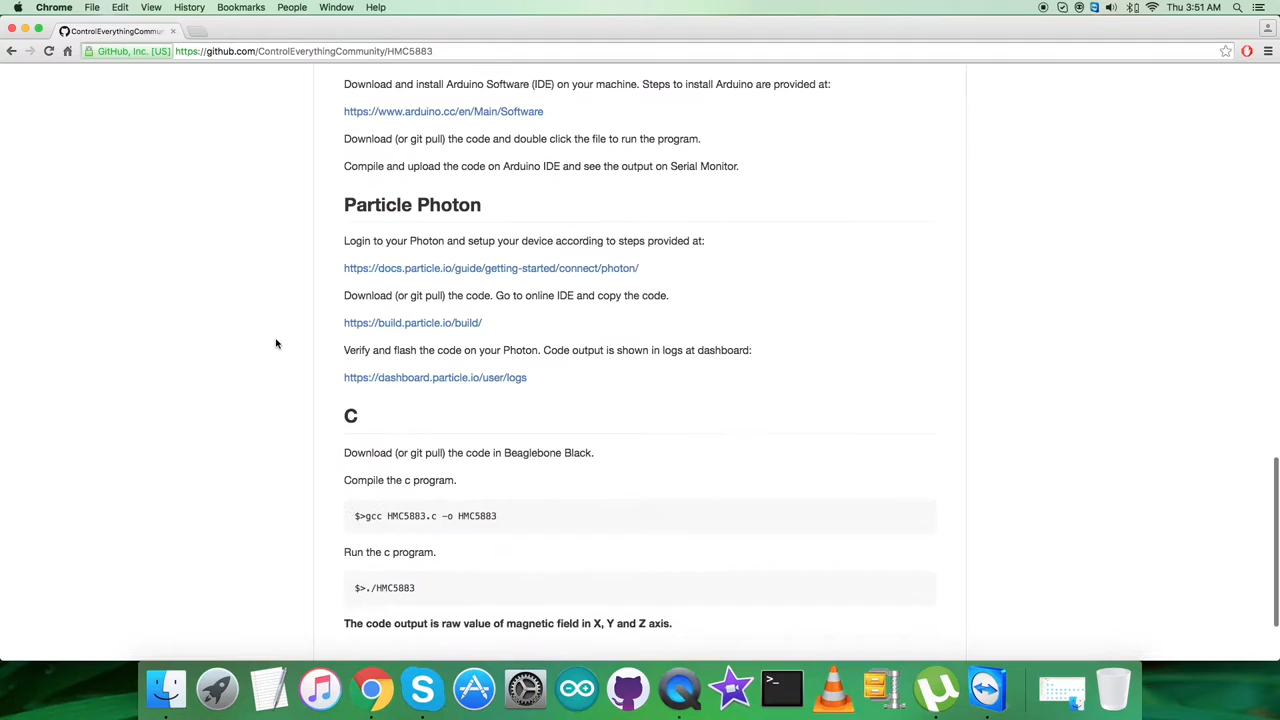 Chrome File Edit View History Bookmarks People Window Help Thu 3:51 AM
ControlEverythingCommun
GitHub, Inc. [US] https://github.com/ControlEverythingCommunity/HMC5883
Download and install Arduino Software (IDE) on your machine. Steps to install Arduino are provided at:
https://www.arduino.cc/en/Main/Software
Download (or git pull) the code and double click the file to run the program.
Compile and upload the code on Arduino IDE and see the output on Serial Monitor.
Particle Photon
Login to your Photon and setup your device according to steps provided at:
https://docs.particle.io/guide/getting-started/connect/photon/
Download (or git pull) the code. Go to online IDE and copy the code.
https://build.particle.io/build/
Verify and flash the code on your Photon. Code output is shown in logs at dashboard:
https://dashboard.particle.io/user/logs
C
Download (or git pull) the code in Beaglebone Black.
Compile the c program.
$>gcc HMC5883.c -o HMC5883
Run the c program.
$>./HMC5883
The code output is raw value of magnetic field in X, Y and Z axis.